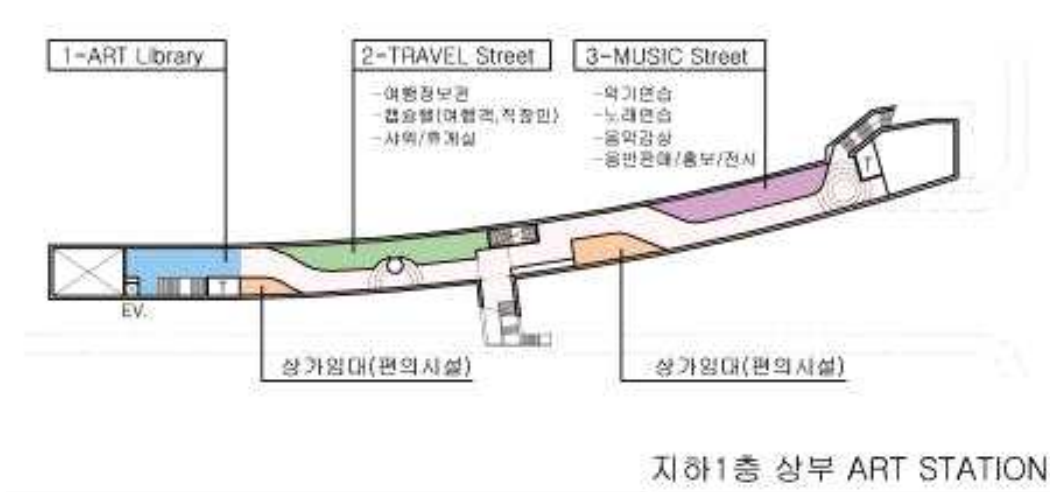 1-ART Library
2-TRAVEL Street
-여행정보관
-캡슐텔(여행객,직장인)
-샤워/휴게실
3-MUSIC Street
-악기연습
-노래연습
-음악감상
-음반판매/홍보/전시
T
EV.
T
상가임대(편의시설)
상가임대(편의시설)
지하1층 상부 ART STATION